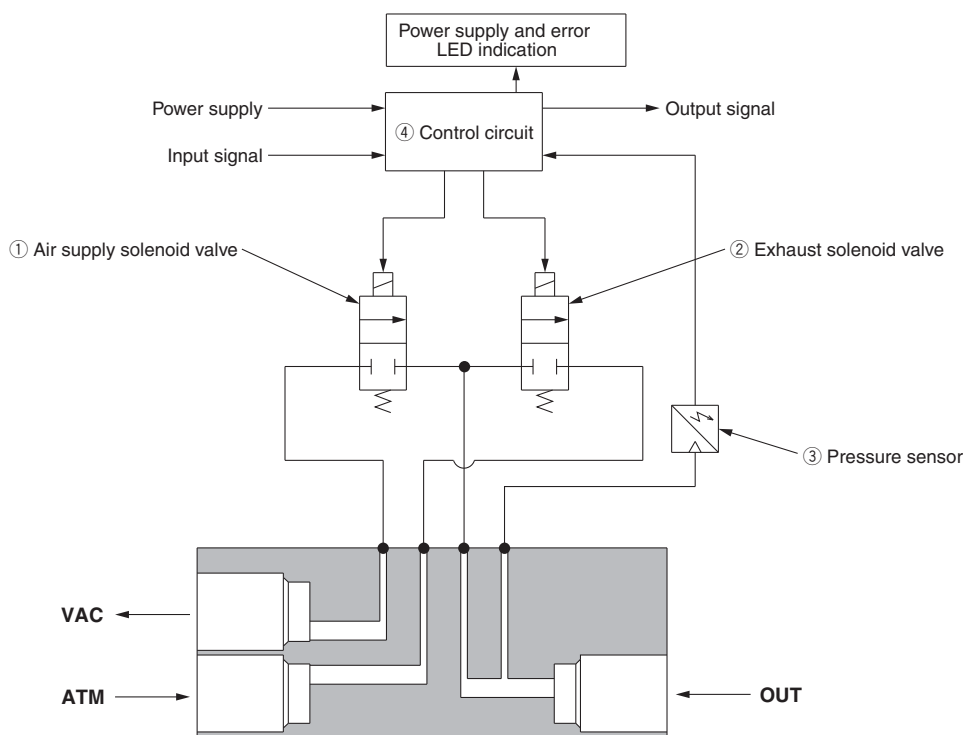 Power supply and error
LED indication
Power supply
④ Control circuit
Output signal
Input signal
① Air supply solenoid valve
② Exhaust solenoid valve
③ Pressure sensor
VAC
ATM
OUT